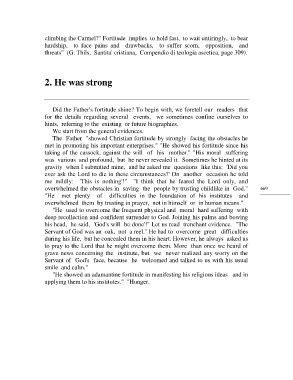 climbing the Carmel?" Fortitude implies to hold fast, to wait untiringly, to bear
hardship, to face pains and drawbacks, to suffer scorn, opposition, and
threats" (G. Thils, Santita' cristiana, Compendio di teologia ascetica, page 309).
2. He was strong
Did the Father's fortitude shine? To begin with, we foretell our readers that
for the details regarding several events, we sometimes confine ourselves to
hints, referring to the existing or future biographies.
We start from the general evidences.
The Father "showed Christian fortitude by strongly facing the obstacles he
met in promoting his important enterprises." "He showed his fortitude since his
taking of the cassock, against the will of his mother." "His moral suffering
was various and profound, but he never revealed it. Sometimes he hinted at its
gravity when I submitted mine, and he asked me questions like this: 'Did you
ever ask the Lord to die in these circumstances?' On another occasion he told
me mildly: 'This is nothing!'" "I think that he feared the Lord only, and
overwhelmed the obstacles in saving the people by trusting childlike in God."
"He met plenty of difficulties in the foundation of his institutes and
overwhelmed them by trusting in prayer, not in himself or in human means."
"He used to overcome the frequent physical and moral hard suffering with
deep recollection and confident surrender to God. Joining his palms and bowing
his head, he said, 'God's will be done!' Let us read trenchant evidence. "The
Servant of God was an oak, not a reed." He had to overcome great difficulties
during his life, but he concealed them in his heart. However, he always asked us
to pray to the Lord that he might overcome them. More than once we heard of
grave news concerning the institute, but we never realized any worry on the
Servant of God's face, because he welcomed and talked to us with his usual
smile and calm."
"He showed an adamantine fortitude in manifesting his religious ideas and in
applying them to his institutes." "Hunger,